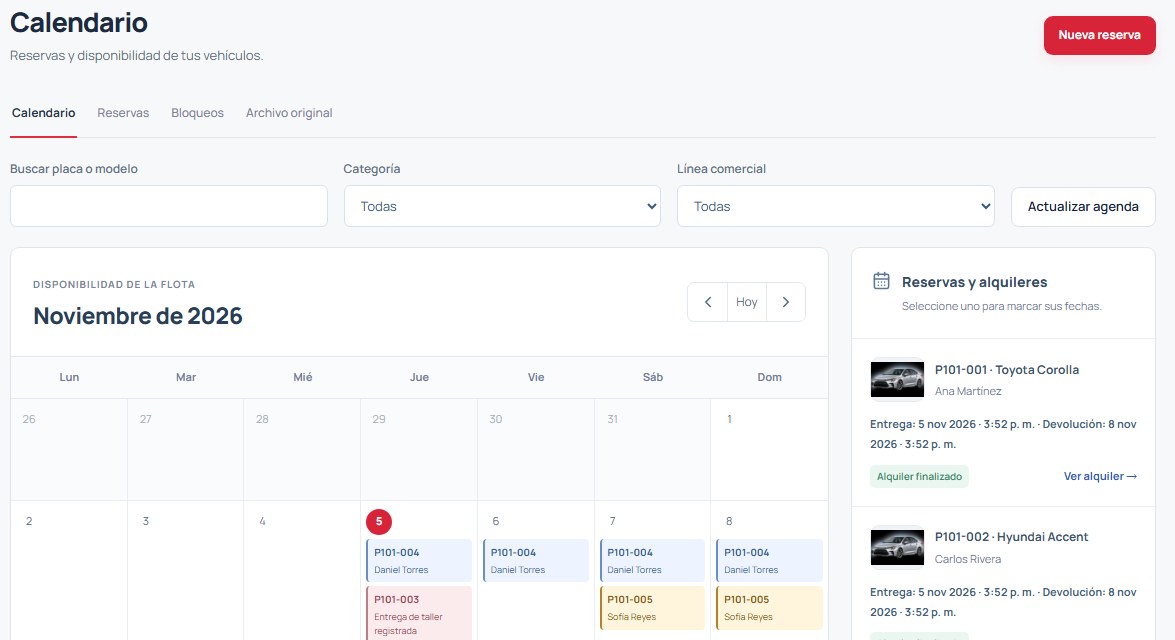 Calendario
Reservas y disponibilidad de tus vehículos.
Nueva reserva
Calendario
Reservas
Bloqueos
Archivo original
Buscar placa o modelo
Categoría
Línea comercial
Todas
Todas
Actualizar agenda
DISPONIBILIDAD DE LA FLOTA
Noviembre de 2026
Hoy
Lun Mar Mié Jue Vie Sáb Dom
26 27 28 29 30 31 1
2 3 4 5 6 7 8
P101-004
Daniel Torres
P101-003
Entrega de taller
registrada
P101-004
Daniel Torres
P101-004
Daniel Torres
P101-005
Sofía Reyes
P101-004
Daniel Torres
P101-005
Sofía Reyes
Reservas y alquileres
Seleccione uno para marcar sus fechas.
P101-001 · Toyota Corolla
Ana Martínez
Entrega: 5 nov 2026 · 3:52 p. m. · Devolución: 8 nov
2026 · 3:52 p. m.
Alquiler finalizado
Ver alquiler →
P101-002 · Hyundai Accent
Carlos Rivera
Entrega: 5 nov 2026 · 3:52 p. m. · Devolución: 8 nov
2026 · 3:52 p. m.